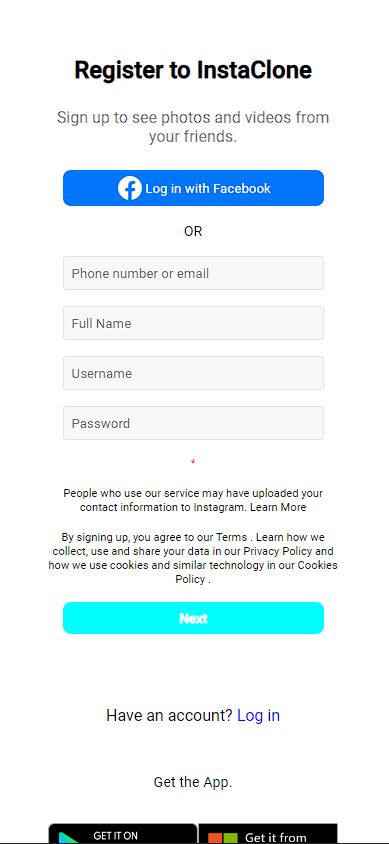 Register to InstaClone
Sign up to see photos and videos from
your friends.
Log in with Facebook
OR
Phone number or email
Full Name
Username
Password
*
People who use our service may have uploaded your
contact information to Instagram. Learn More
By signing up, you agree to our Terms . Learn how we
collect, use and share your data in our Privacy Policy and
how we use cookies and similar technology in our Cookies
Policy .
Next
Have an account? Log in
Get the App.
GET IT ON
Get it from